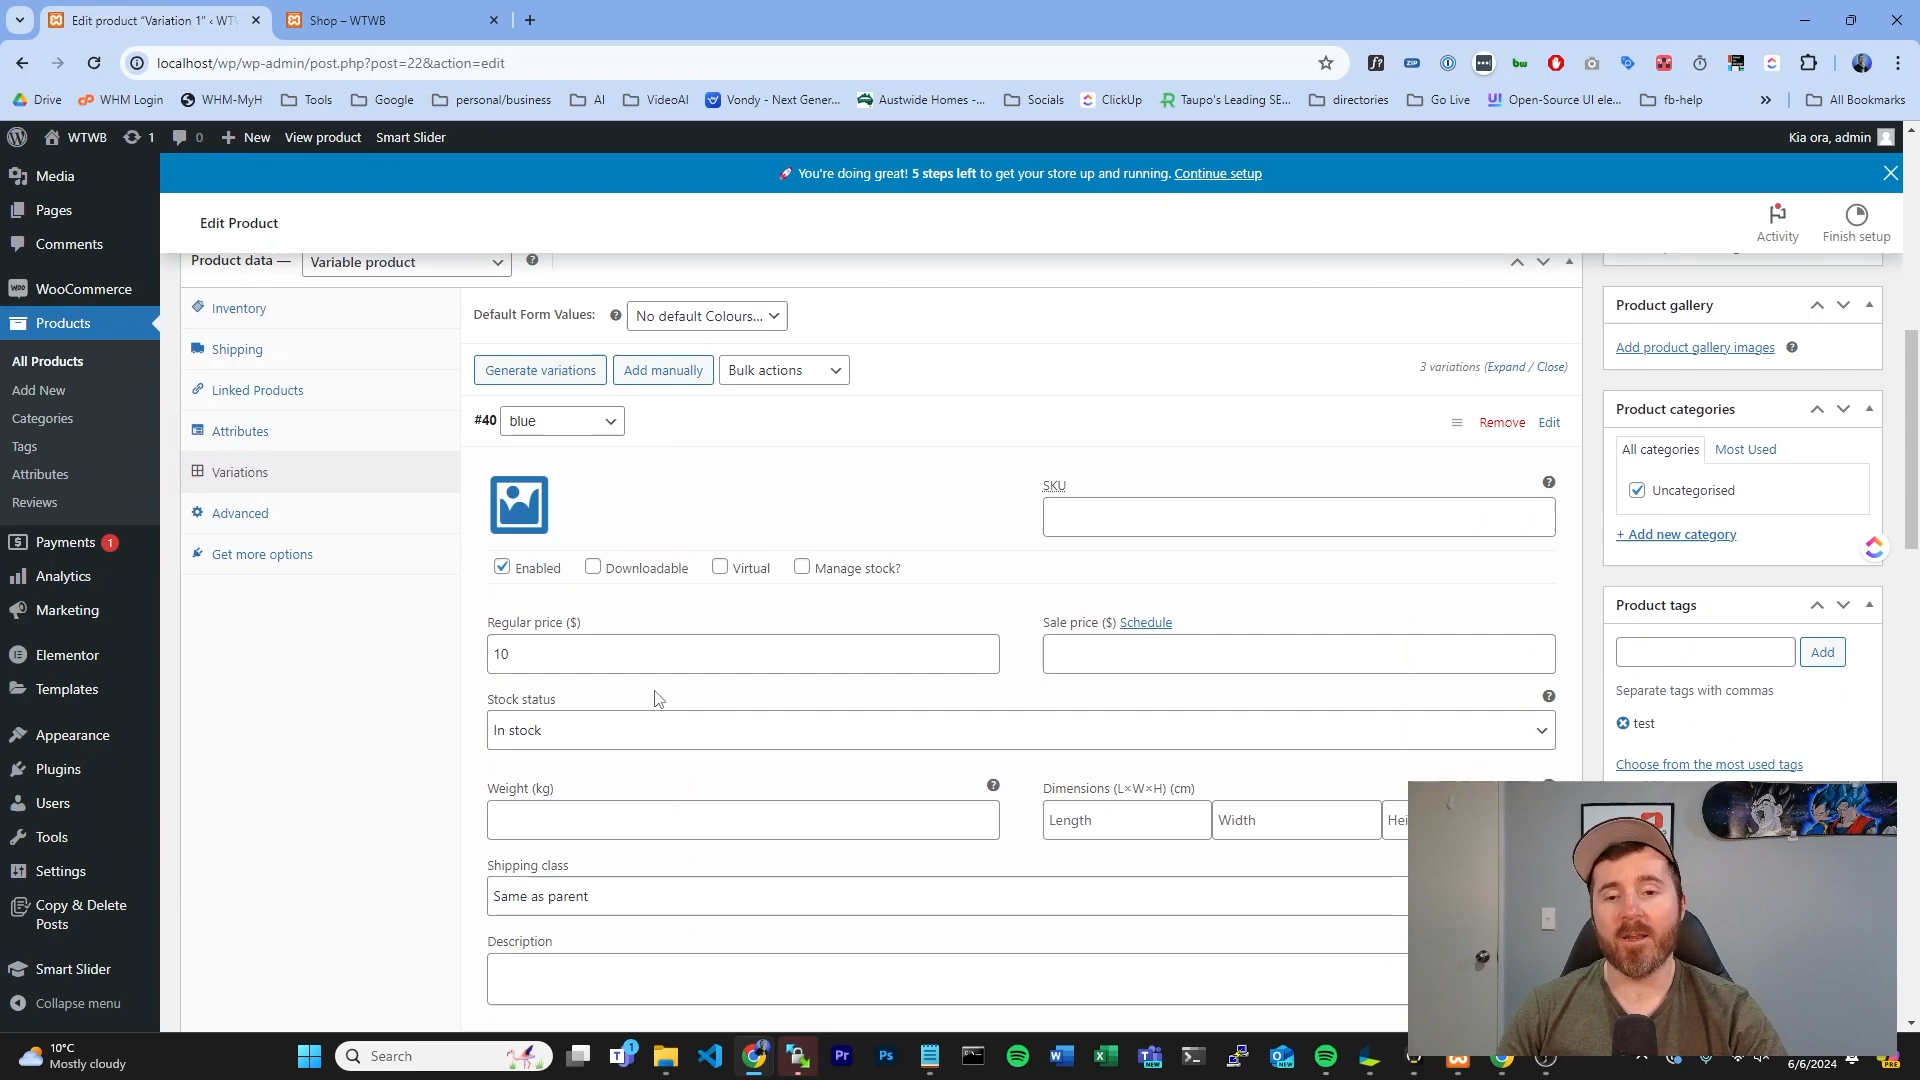 Edit product “Variation 1” ‹ WT
Shop – WTWB
localhost/wp/wp-admin/post.php?post=22&action=edit
Drive
WHM Login
WHM-MyH
Tools
Google
personal/business
AI
VideoAI
Vondy - Next Gener...
Austwide Homes -...
Socials
ClickUp
Taupo's Leading SE...
directories
Go Live
Open-Source UI ele...
fb-help
All Bookmarks
WTWB
1
0
New
View product
Smart Slider
Kia ora, admin
You're doing great! 5 steps left to get your store up and running. Continue setup
Edit Product
Activity
Finish setup
Media
Pages
Comments
WooCommerce
Products
All Products
Add New
Categories
Tags
Attributes
Reviews
Payments 1
Analytics
Marketing
Elementor
Templates
Appearance
Plugins
Users
Tools
Settings
Copy & Delete
Posts
Smart Slider
Collapse menu
Product data —
Variable product
Inventory
Shipping
Linked Products
Attributes
Variations
Advanced
Get more options
Default Form Values:
No default Colours...
Generate variations
Add manually
Bulk actions
3 variations (Expand / Close)
#40
blue
Remove
Edit
SKU
Enabled
Downloadable
Virtual
Manage stock?
Regular price ($)
10
Sale price ($) Schedule
Stock status
In stock
Weight (kg)
Dimensions (L×W×H) (cm)
Length
Width
Hei
Shipping class
Same as parent
Description
Product gallery
Add product gallery images
Product categories
All categories
Most Used
Uncategorised
+ Add new category
Product tags
Add
Separate tags with commas
test
Choose from the most used tags
10°C
Mostly cloudy
Search
6/6/2024